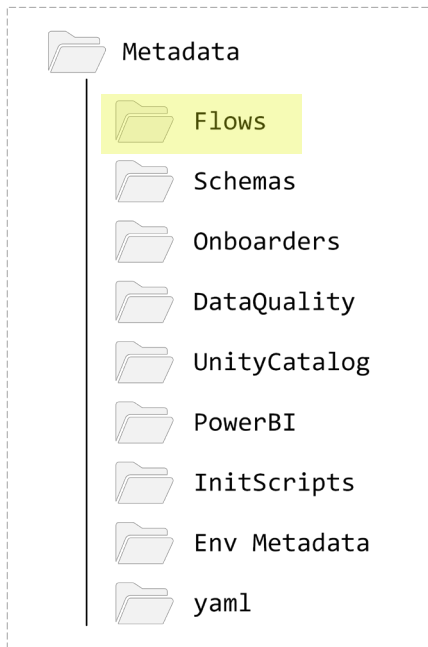 Metadata
Flows
Schemas
Onboarders
DataQuality
UnityCatalog
PowerBI
InitScripts
Env Metadata
yaml